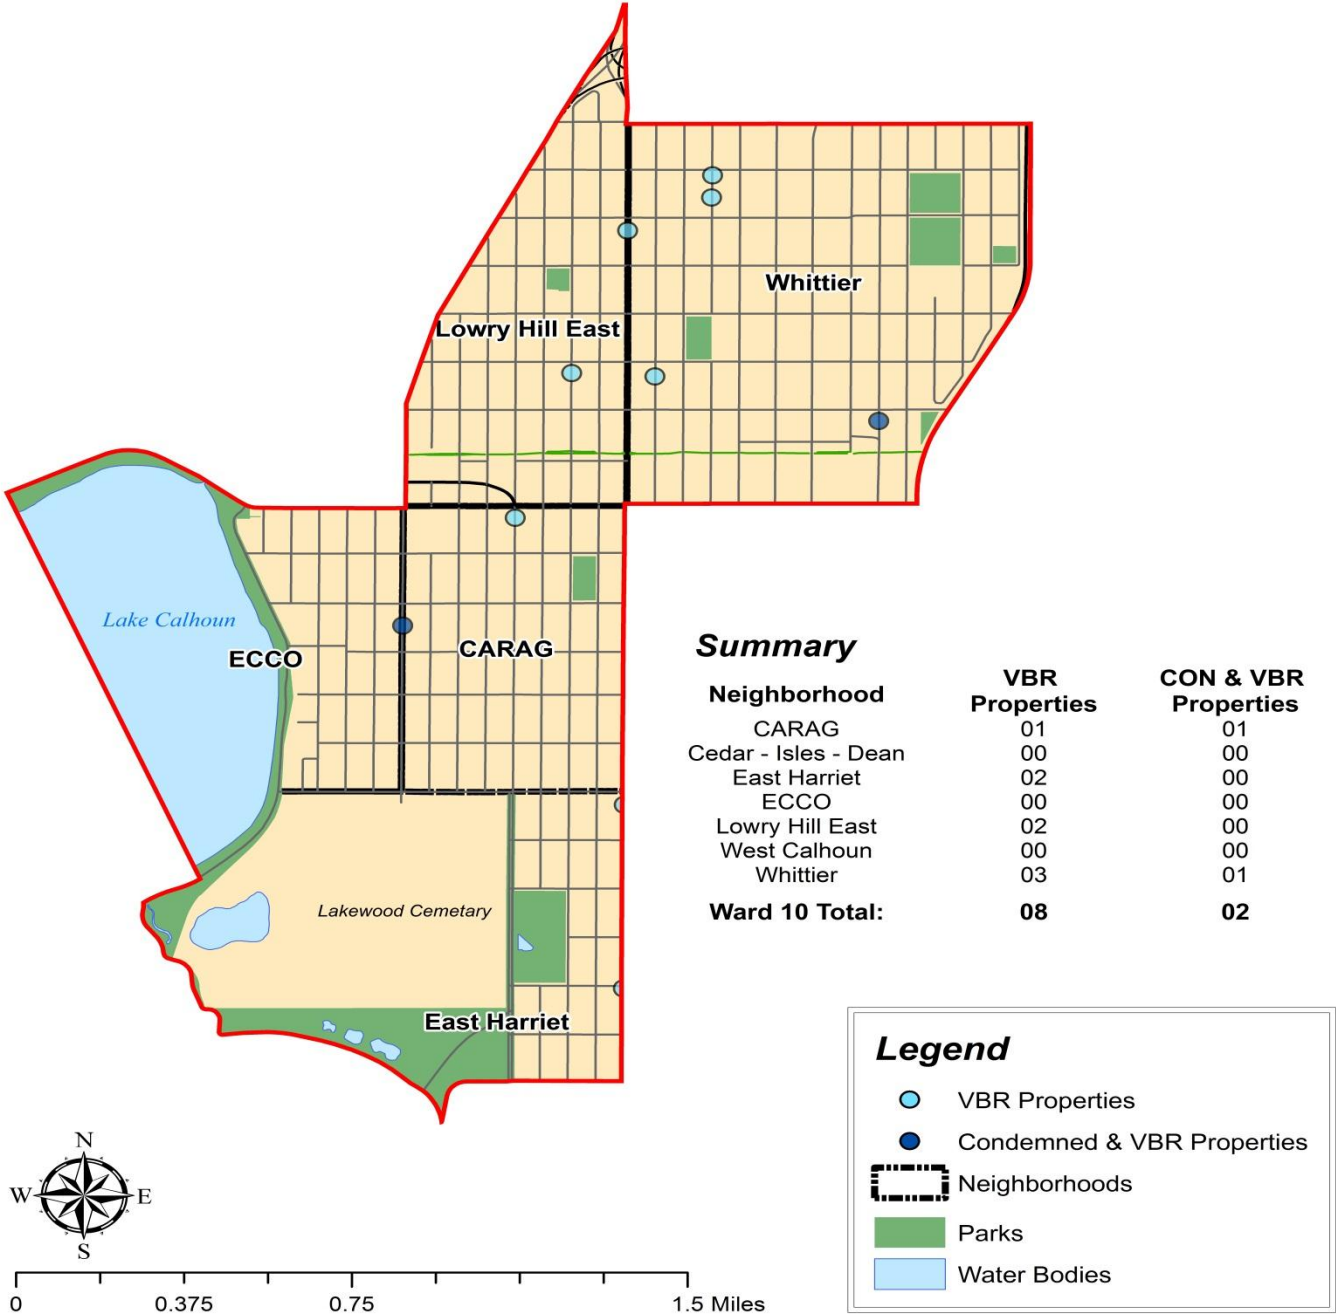 Whittier
Lowry Hill East
Lake Calhoun
ECCO
CARAG
Lakewood Cemetary
East Harriet
Summary
Neighborhood VBR Properties CON & VBR Properties
CARAG 01 01
Cedar - Isles - Dean 00 00
East Harriet 02 00
ECCO 00 00
Lowry Hill East 02 00
West Calhoun 00 00
Whittier 03 01
Ward 10 Total: 08 02
Legend
VBR Properties
Condemned & VBR Properties
Neighborhoods
Parks
Water Bodies
N
W E
S
0 0.375 0.75 1.5 Miles